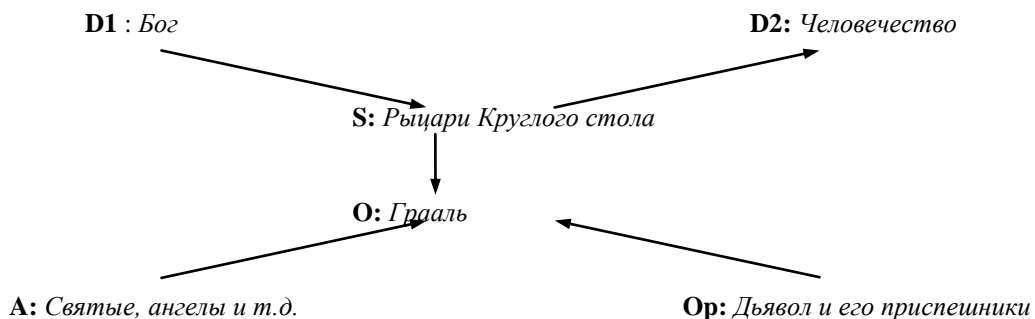 D1 : Бог
D2: Человечество
S: Рыцари Круглого стола
O: Грааль
A: Святые, ангелы и т.д.
Op: Дьявол и его приспешники